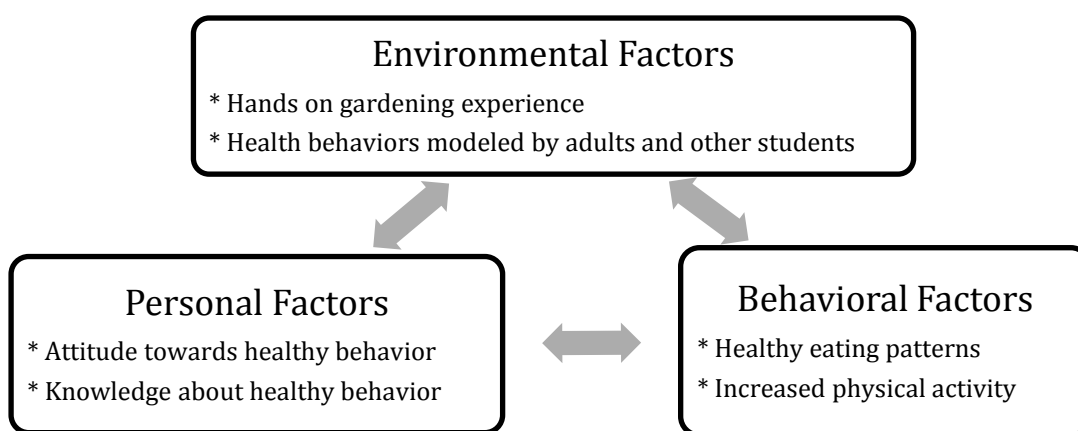 Environmental Factors
* Hands on gardening experience
* Health behaviors modeled by adults and other students
Personal Factors
* Attitude towards healthy behavior
* Knowledge about healthy behavior
Behavioral Factors
* Healthy eating patterns
* Increased physical activity